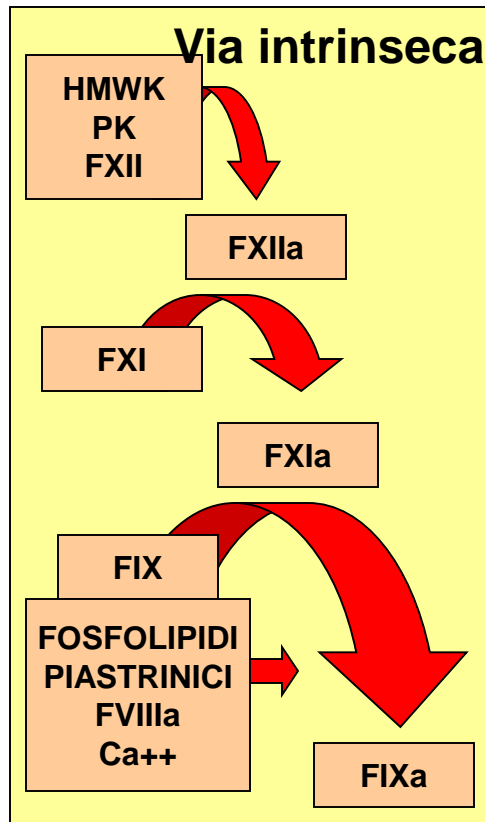 Via intrinseca
HMWK
PK
FXII
FXIIa
FXI
FXIa
FIX
FOSFOLIPIDI
PIASTRINICI
FVIIIa
Ca++
FIXa